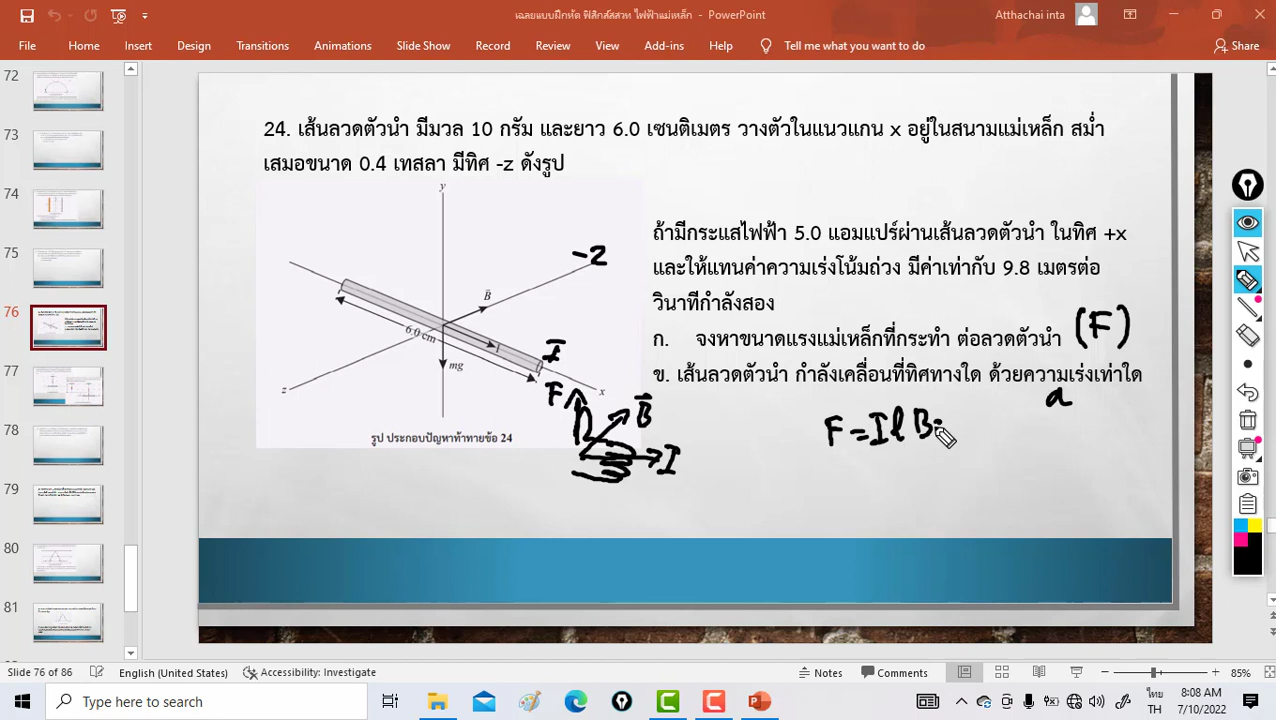 เฉลยแบบฝึกหัด ฟิสิกส์สสวท ไฟฟ้าแม่เหล็ก - PowerPoint
Atthachai inta
File Home Insert Design Transitions Animations Slide Show Record Review View Add-ins Help Tell me what you want to do Share
72
73
74
75
76
77
78
79
80
81
24. เส้นลวดตัวนำ มีมวล 10 กรัม และยาว 6.0 เซนติเมตร วางตัวในแนวแกน x อยู่ในสนามแม่เหล็ก สม่ำ
เสมอขนาด 0.4 เทสลา มีทิศ -z ดังรูป
y
-z
B
6.0 cm
I
mg
I
z
x
F
B
I
รูป ประกอบปัญหาท้าทายข้อ 24
ถ้ามีกระแสไฟฟ้า 5.0 แอมแปร์ผ่านเส้นลวดตัวนำ ในทิศ +x
และให้แทนค่าความเร่งโน้มถ่วง มีค่าเท่ากับ 9.8 เมตรต่อ
วินาทีกำลังสอง
ก. จงหาขนาดแรงแม่เหล็กที่กระทำ ต่อลวดตัวนำ (F)
ข. เส้นลวดตัวนำ กำลังเคลื่อนที่ทิศทางใด ด้วยความเร่งเท่าใด
a
F = I l B
Slide 76 of 86 English (United States) Accessibility: Investigate Notes Comments 85%
Type here to search
ไทย
TH
8:08 AM
7/10/2022